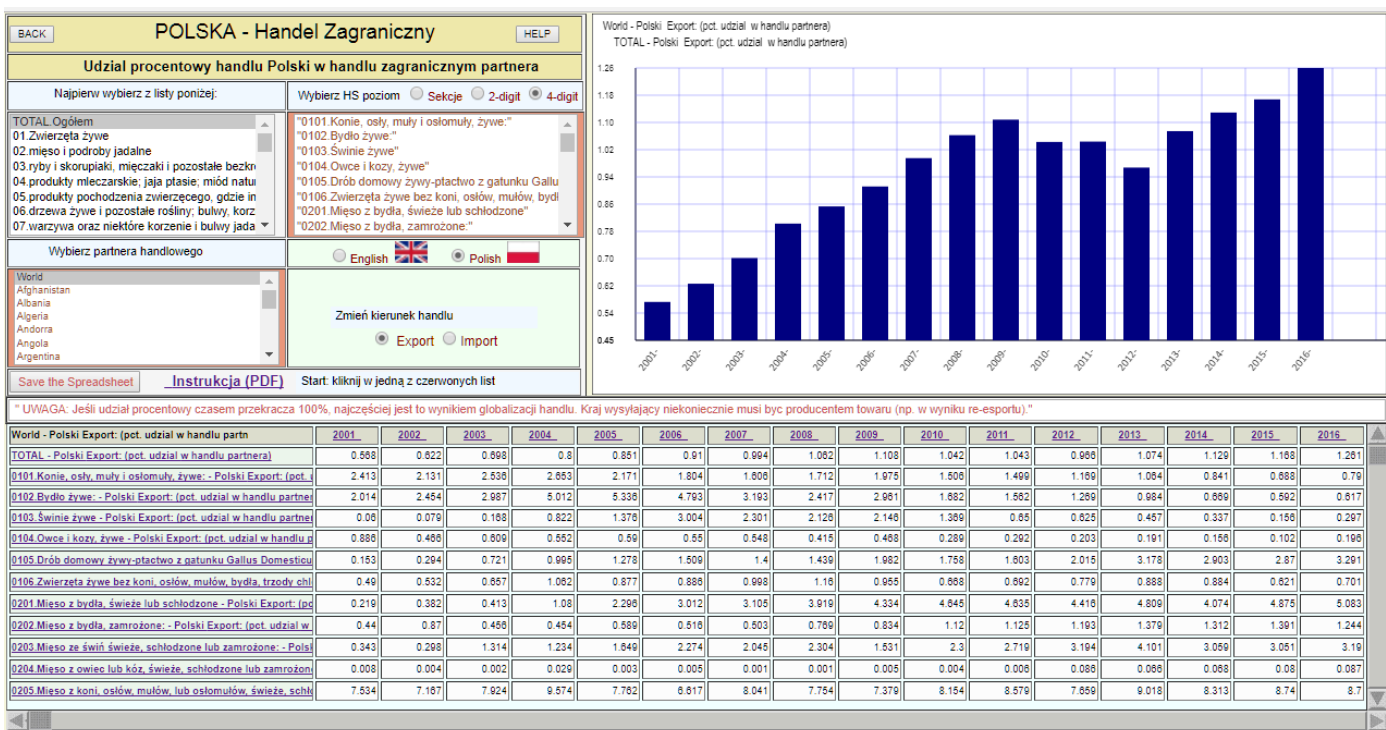 BACK POLSKA - Handel Zagraniczny HELP
Udzial procentowy handlu Polski w handlu zagranicznym partnera
Najpierw wybierz z listy poniżej:
Wybierz HS poziom Sekcje 2-digit 4-digit
TOTAL.Ogółem
01.Zwierzęta żywe
02.mięso i podroby jadalne
03.ryby i skorupiaki, mięczaki i pozostałe bezkr
04.produkty mleczarskie; jaja ptasie; miód natu
05.produkty pochodzenia zwierzęcego, gdzie in
06.drzewa żywe i pozostałe rośliny; bulwy, korz
07.warzywa oraz niektóre korzenie i bulwy jada
"0101.Konie, osły, muły i osłomuły, żywe:"
"0102.Bydło żywe:"
"0103.Świnie żywe"
"0104.Owce i kozy, żywe"
"0105.Drób domowy żywy-ptactwo z gatunku Gallu
"0106.Zwierzęta żywe bez koni, osłów, mułów, bydł
"0201.Mięso z bydła, świeże lub schłodzone"
"0202.Mięso z bydła, zamrożone:"
Wybierz partnera handlowego
English Polish
World
Afghanistan
Albania
Algeria
Andorra
Angola
Argentina
Zmień kierunek handlu
Export Import
Save the Spreadsheet Instrukcja (PDF) Start: kliknij w jedną z czerwonych list
World - Polski Export: (pct. udzial w handlu partnera)
TOTAL - Polski Export: (pct. udzial w handlu partnera)
1.26
1.18
1.10
1.02
0.94
0.86
0.78
0.70
0.62
0.54
0.45
2001- 2002- 2003- 2004- 2005- 2006- 2007- 2008- 2009- 2010- 2011- 2012- 2013- 2014- 2015- 2016-
" UWAGA: Jeśli udział procentowy czasem przekracza 100%, najczęściej jest to wynikiem globalizacji handlu. Kraj wysyłający niekoniecznie musi byc producentem towaru (np. w wyniku re-esportu)."
World - Polski Export: (pct. udzial w handlu partn 2001_ 2002_ 2003_ 2004_ 2005_ 2006_ 2007_ 2008_ 2009_ 2010_ 2011_ 2012_ 2013_ 2014_ 2015_ 2016_
TOTAL - Polski Export: (pct. udzial w handlu partnera) 0.568 0.622 0.698 0.8 0.851 0.91 0.994 1.062 1.108 1.042 1.043 0.966 1.074 1.129 1.168 1.261
0101.Konie, osły, muły i osłomuły, żywe: - Polski Export: (pct. 2.413 2.131 2.536 2.653 2.171 1.804 1.606 1.712 1.975 1.506 1.499 1.169 1.064 0.841 0.688 0.79
0102.Bydło żywe: - Polski Export: (pct. udzial w handlu partner 2.014 2.454 2.987 5.012 5.336 4.793 3.193 2.417 2.961 1.682 1.562 1.269 0.984 0.669 0.592 0.617
0103.Świnie żywe - Polski Export: (pct. udzial w handlu partner 0.06 0.079 0.168 0.822 1.376 3.004 2.301 2.126 2.146 1.369 0.65 0.625 0.457 0.337 0.156 0.297
0104.Owce i kozy, żywe - Polski Export: (pct. udzial w handlu p 0.886 0.466 0.609 0.552 0.59 0.55 0.548 0.415 0.468 0.289 0.292 0.203 0.191 0.156 0.102 0.196
0105.Drób domowy żywy-ptactwo z gatunku Gallus Domesticu 0.153 0.294 0.721 0.995 1.278 1.509 1.4 1.439 1.982 1.758 1.603 2.015 3.178 2.903 2.87 3.291
0106.Zwierzęta żywe bez koni, osłów, mułów, bydła, trzody chl 0.49 0.532 0.657 1.062 0.877 0.886 0.998 1.16 0.955 0.668 0.692 0.779 0.888 0.884 0.621 0.701
0201.Mięso z bydła, świeże lub schłodzone - Polski Export: (pc 0.219 0.382 0.413 1.08 2.296 3.012 3.105 3.919 4.334 4.645 4.635 4.416 4.809 4.074 4.875 5.083
0202.Mięso z bydła, zamrożone: - Polski Export: (pct. udzial w 0.44 0.87 0.456 0.454 0.589 0.516 0.503 0.769 0.834 1.12 1.125 1.193 1.379 1.312 1.391 1.244
0203.Mięso ze świń świeże, schłodzone lub zamrożone: - Pols 0.343 0.298 1.314 1.234 1.649 2.274 2.045 2.304 1.531 2.3 2.719 3.194 4.101 3.059 3.051 3.19
0204.Mięso z owiec lub kóz, świeże, schłodzone lub zamrożon 0.008 0.004 0.002 0.029 0.003 0.005 0.001 0.001 0.005 0.004 0.006 0.086 0.066 0.068 0.08 0.087
0205.Mięso z koni, osłów, mułów, lub osłomułów, świeże, schł 7.534 7.167 7.924 9.574 7.762 6.617 8.041 7.754 7.379 8.154 8.579 7.659 9.018 8.313 8.74 8.7